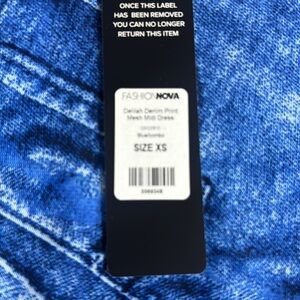 ONCE THIS LABEL
HAS BEEN REMOVED
YOU CAN NO LONGER
RETURN THIS ITEM
FASHIONNOVA
Delilah Denim Print
Mesh Midi Dress
Blue/combo
SIZE XS